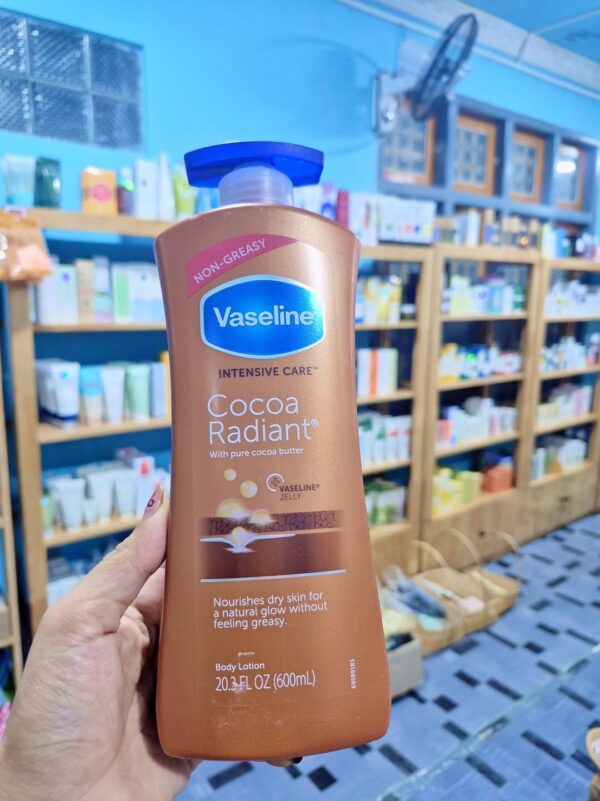 NON-GREASY
Vaseline
INTENSIVE CARE™
Cocoa
Radiant®
With pure cocoa butter
VASELINE®
JELLY
Nourishes dry skin for
a natural glow without
feeling greasy.
Body Lotion
20.3 FL OZ (600mL)